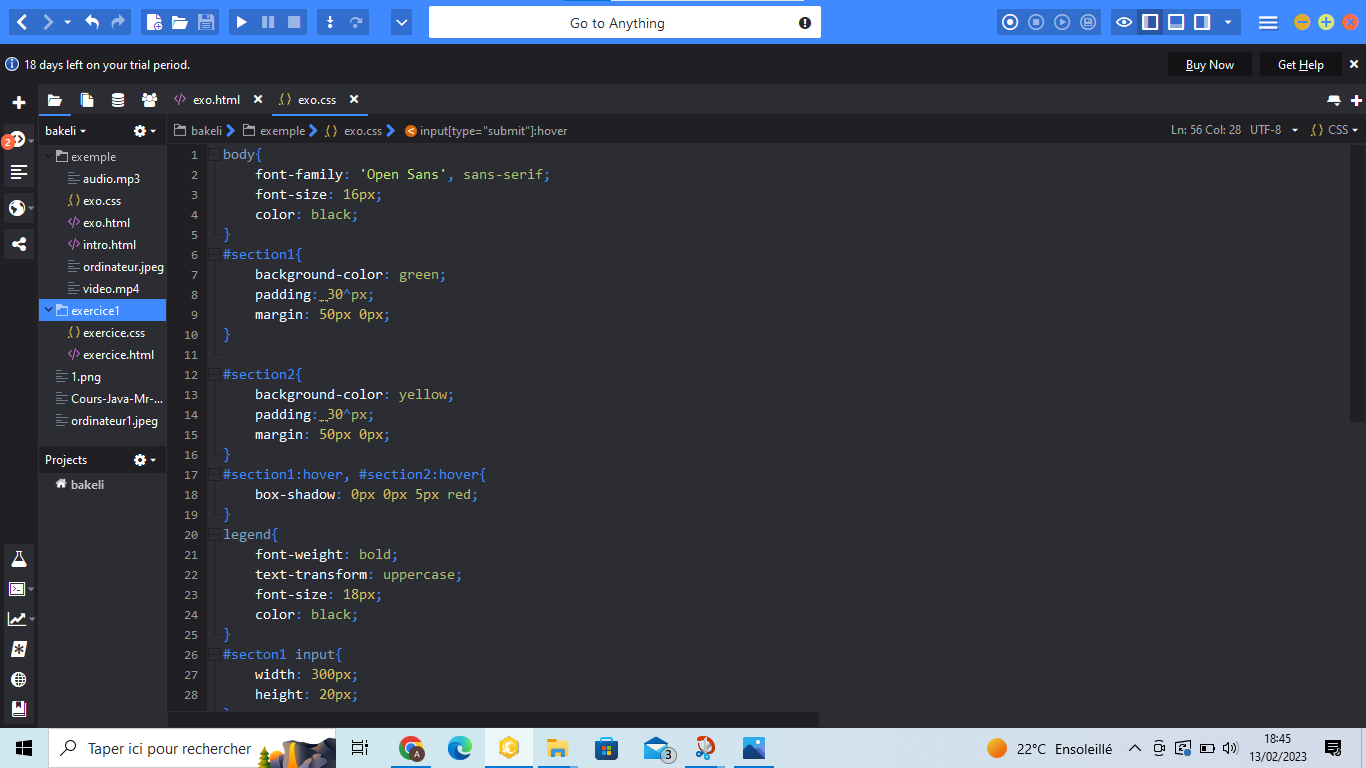 Go to Anything
18 days left on your trial period.
Buy Now
Get Help
exo.html
exo.css
bakeli
bakeli exemple exo.css input[type="submit"]:hover
Ln: 56 Col: 28 UTF-8 CSS
2
exemple
audio.mp3
exo.css
exo.html
intro.html
ordinateur.jpeg
video.mp4
exercice1
exercice.css
exercice.html
1.png
Cours-Java-Mr-...
ordinateur1.jpeg
Projects
bakeli
1 body{
2 font-family: 'Open Sans', sans-serif;
3 font-size: 16px;
4 color: black;
5 }
6 #section1{
7 background-color: green;
8 padding: 30^px;
9 margin: 50px 0px;
10 }
11
12 #section2{
13 background-color: yellow;
14 padding: 30^px;
15 margin: 50px 0px;
16 }
17 #section1:hover, #section2:hover{
18 box-shadow: 0px 0px 5px red;
19 }
20 legend{
21 font-weight: bold;
22 text-transform: uppercase;
23 font-size: 18px;
24 color: black;
25 }
26 #secton1 input{
27 width: 300px;
28 height: 20px;
Taper ici pour rechercher
A
3
22°C Ensoleillé
18:45
13/02/2023